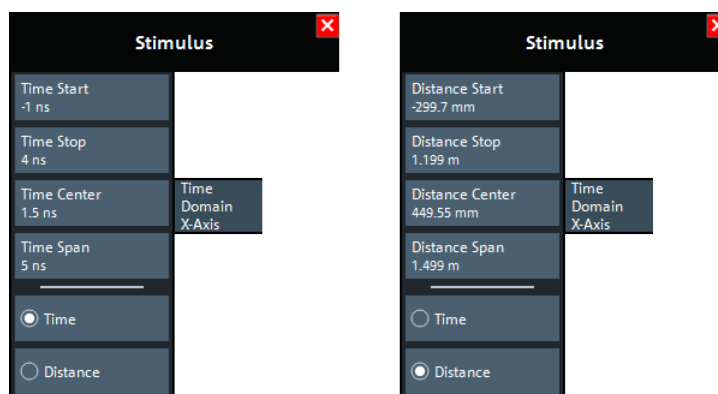 Stimulus
Time Start
-1 ns
Time Stop
4 ns
Time Center
1.5 ns
Time Span
5 ns
Time
Distance
Time
Domain
X-Axis
Stimulus
Distance Start
-299.7 mm
Distance Stop
1.199 m
Distance Center
449.55 mm
Distance Span
1.499 m
Time
Distance
Time
Domain
X-Axis